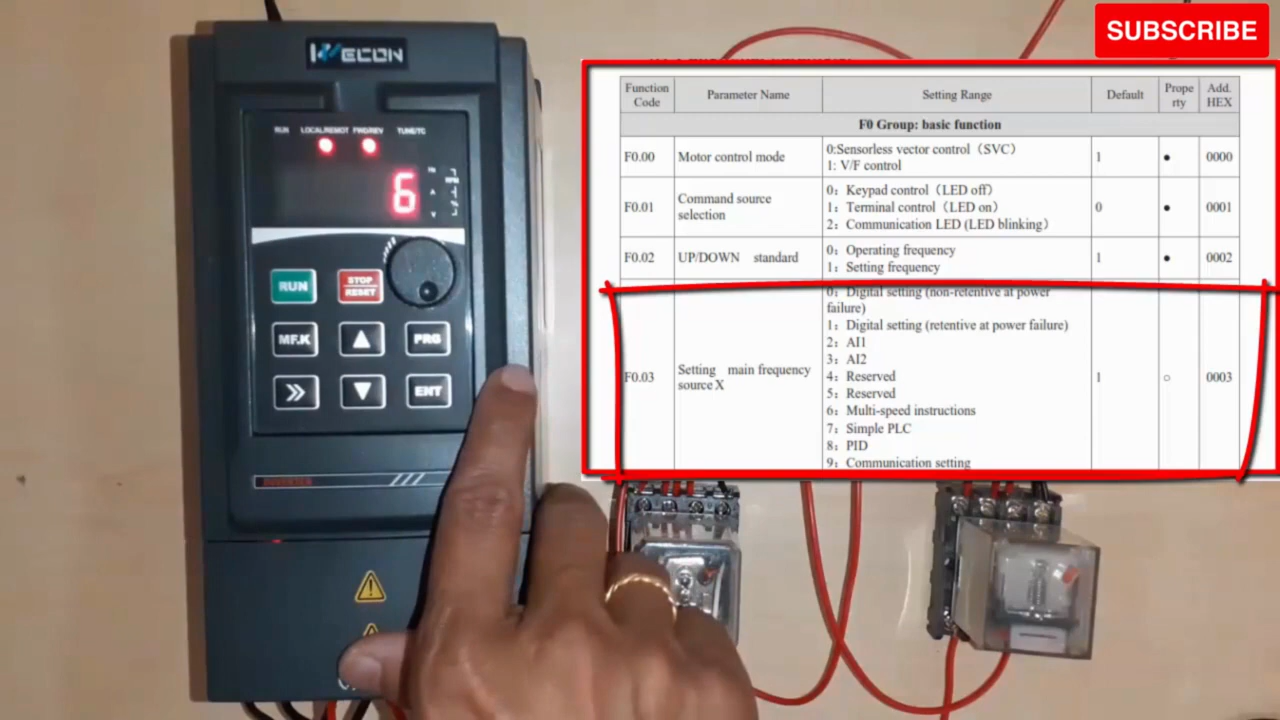 SUBSCRIBE
WECON
RUN LOCAL/REMOT FWD/REV TUNE/TC
6
RUN
STOP
RESET
MF.K
PRG
ENT
INVERTER
Function Code
Parameter Name
Setting Range
Default
Prope rty
Add. HEX
F0 Group: basic function
F0.00
Motor control mode
0:Sensorless vector control（SVC）
1: V/F control
1
●
0000
F0.01
Command source
selection
0：Keypad control（LED off）
1：Terminal control（LED on）
2：Communication LED (LED blinking）
0
●
0001
F0.02
UP/DOWN standard
0：Operating frequency
1：Setting frequency
1
●
0002
F0.03
Setting main frequency
source X
0：Digital setting (non-retentive at power
failure)
1：Digital setting (retentive at power failure)
2：AI1
3：AI2
4：Reserved
5：Reserved
6：Multi-speed instructions
7：Simple PLC
8：PID
9：Communication setting
1
○
0003